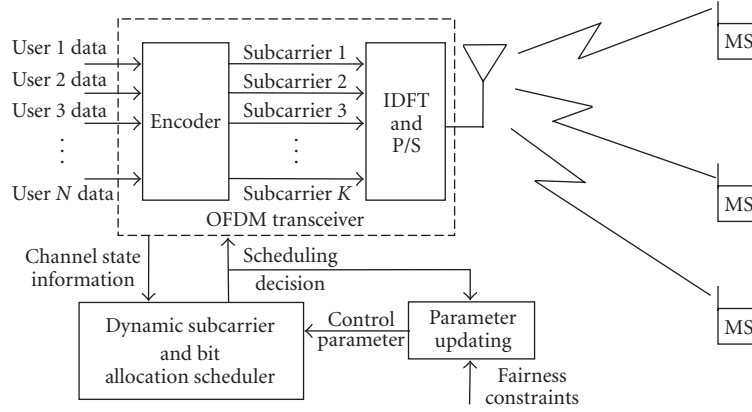 User 1 data
User 2 data
User 3 data
⋮
User N data
Encoder
Subcarrier 1
Subcarrier 2
Subcarrier 3
⋮
Subcarrier K
IDFT
and
P/S
OFDM transceiver
MS
MS
MS
Channel state
information
Scheduling
decision
Dynamic subcarrier
and bit
allocation scheduler
Control
parameter
Parameter
updating
Fairness
constraints